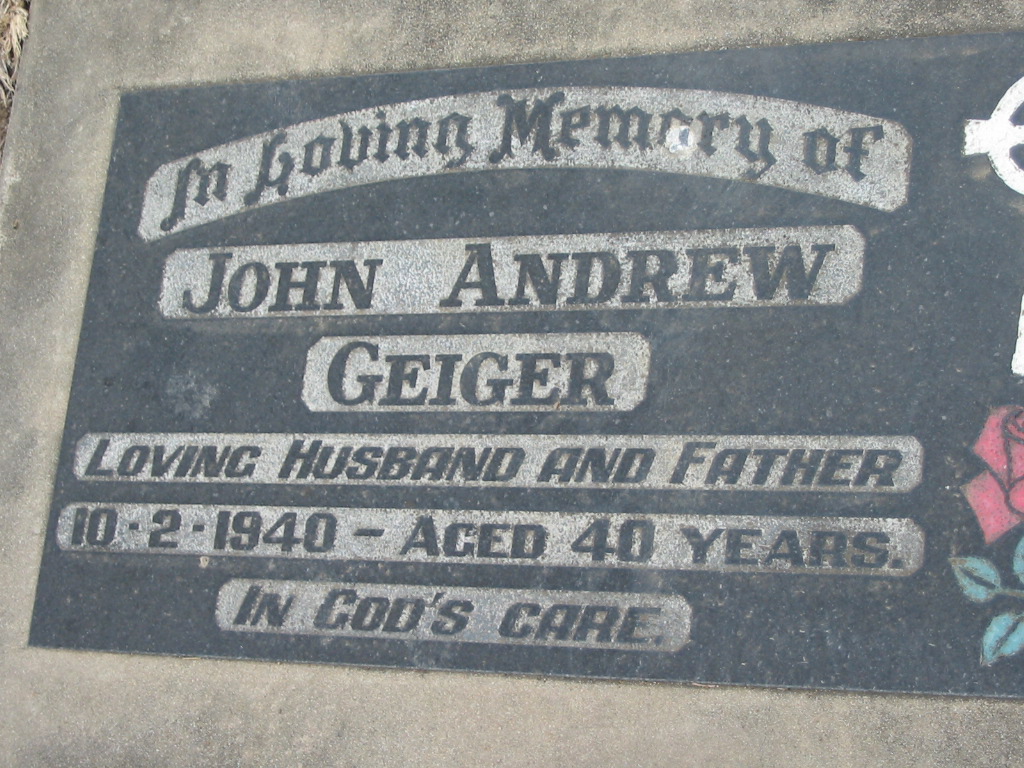 In Loving Memory of
JOHN ANDREW
GEIGER
LOVING HUSBAND AND FATHER
10-2-1940 - AGED 40 YEARS.
IN GOD'S CARE.